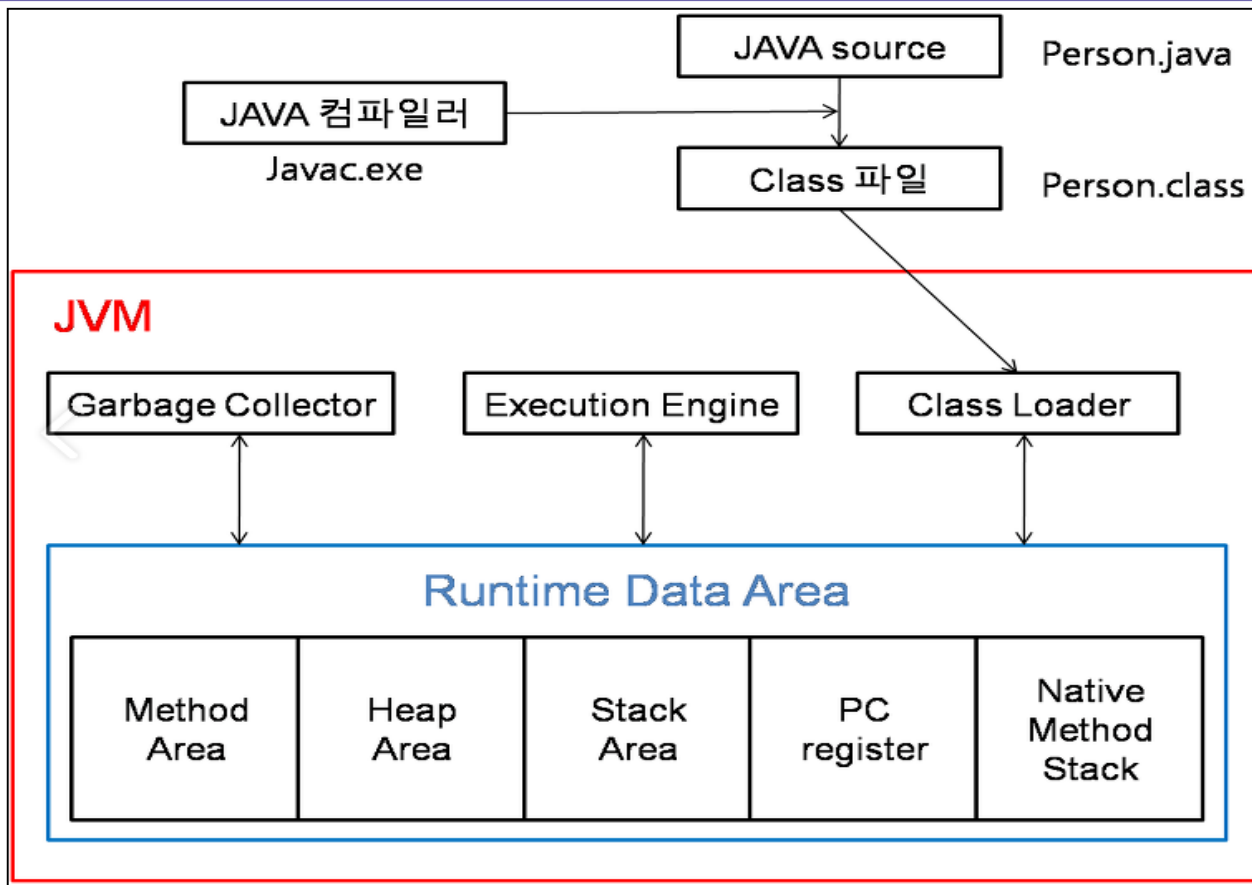 JAVA source
Person.java
JAVA 컴파일러
Javac.exe
Class 파일
Person.class
JVM
Garbage Collector
Execution Engine
Class Loader
Runtime Data Area
Method
Area
Heap
Area
Stack
Area
PC
register
Native
Method
Stack